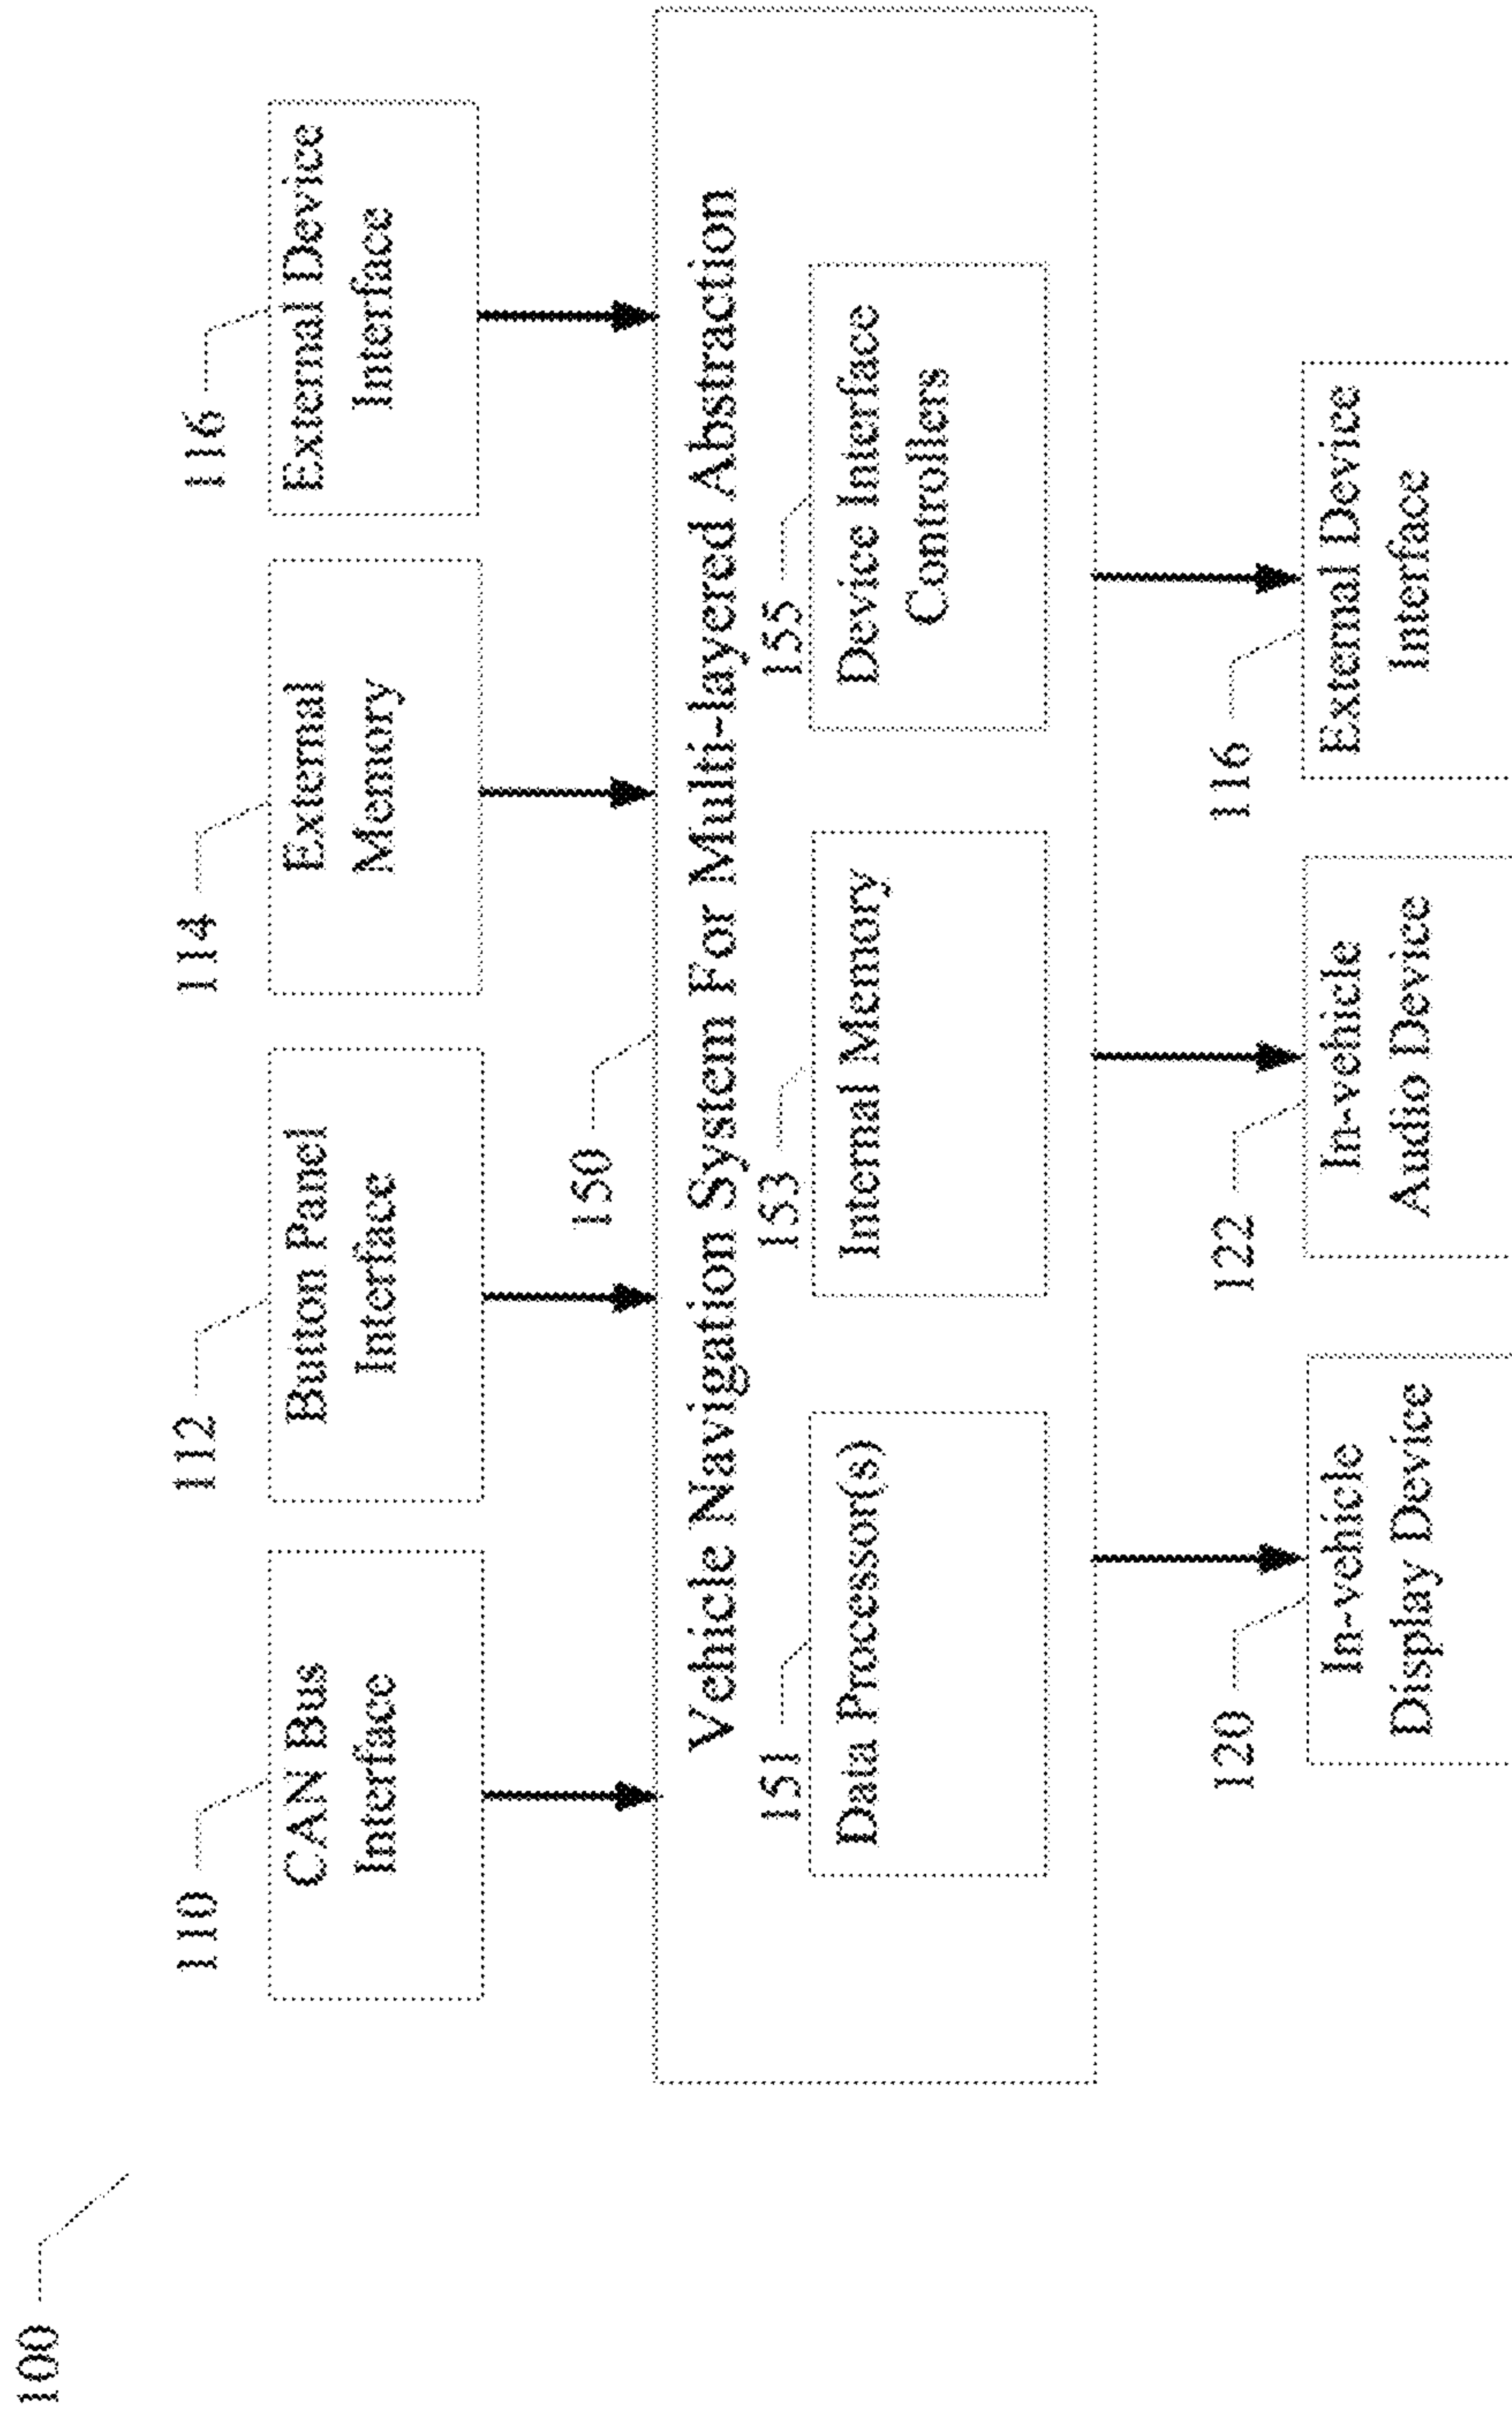 100
110
CAN Bus
Interface
112
Button Panel
Interface
114
External
Memory
116
External Device
Interface
150
Vehicle Navigation System For Multi-layered Abstraction
151
Data Processor(s)
153
Internal Memory
155
Device Interface
Controllers
120
In-vehicle
Display Device
122
In-vehicle
Audio Device
116
External Device
Interface